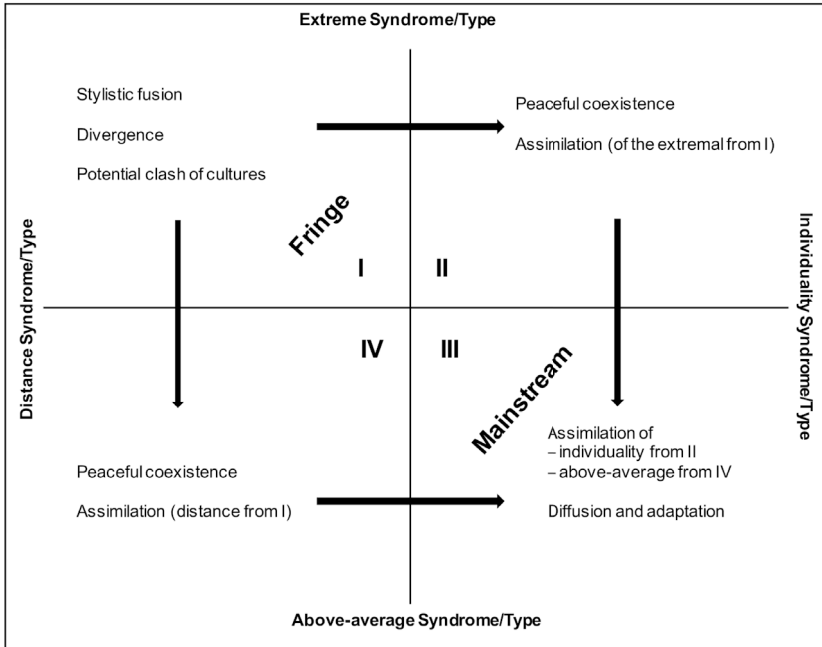 Extreme Syndrome/Type
Stylistic fusion
Divergence
Potential clash of cultures
Peaceful coexistence
Assimilation (of the extremal from I)
Fringe
I
II
Distance Syndrome/Type
Individuality Syndrome/Type
IV
III
Mainstream
Peaceful coexistence
Assimilation (distance from I)
Assimilation of
– individuality from II
– above-average from IV
Diffusion and adaptation
Above-average Syndrome/Type